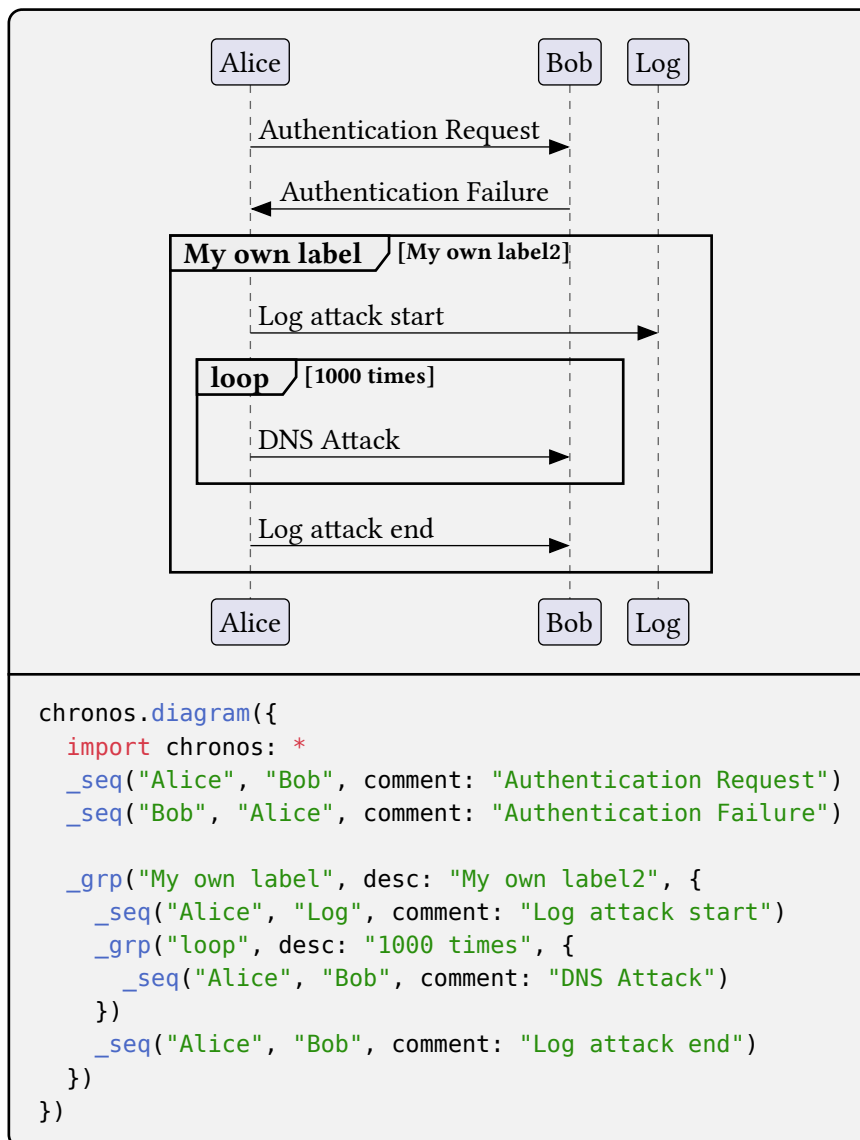 Alice Bob Log
Authentication Request
Authentication Failure
My own label [My own label2]
Log attack start
loop [1000 times]
DNS Attack
Log attack end
Alice Bob Log
chronos.diagram({
  import chronos: *
  _seq("Alice", "Bob", comment: "Authentication Request")
  _seq("Bob", "Alice", comment: "Authentication Failure")

  _grp("My own label", desc: "My own label2", {
    _seq("Alice", "Log", comment: "Log attack start")
    _grp("loop", desc: "1000 times", {
      _seq("Alice", "Bob", comment: "DNS Attack")
    })
    _seq("Alice", "Bob", comment: "Log attack end")
  })
})